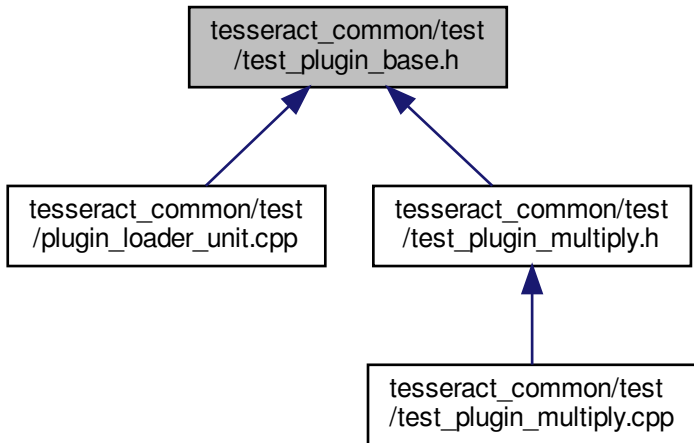 tesseract_common/test
/test_plugin_base.h
tesseract_common/test
/plugin_loader_unit.cpp
tesseract_common/test
/test_plugin_multiply.h
tesseract_common/test
/test_plugin_multiply.cpp